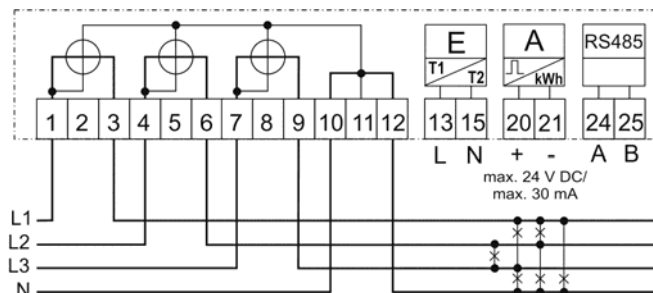 E A RS485
T1 T2 kWh
1 2 3 4 5 6 7 8 9 10 11 12 13 15 20 21 24 25
L N + - A B
max. 24 V DC/
max. 30 mA
L1
L2
L3
N